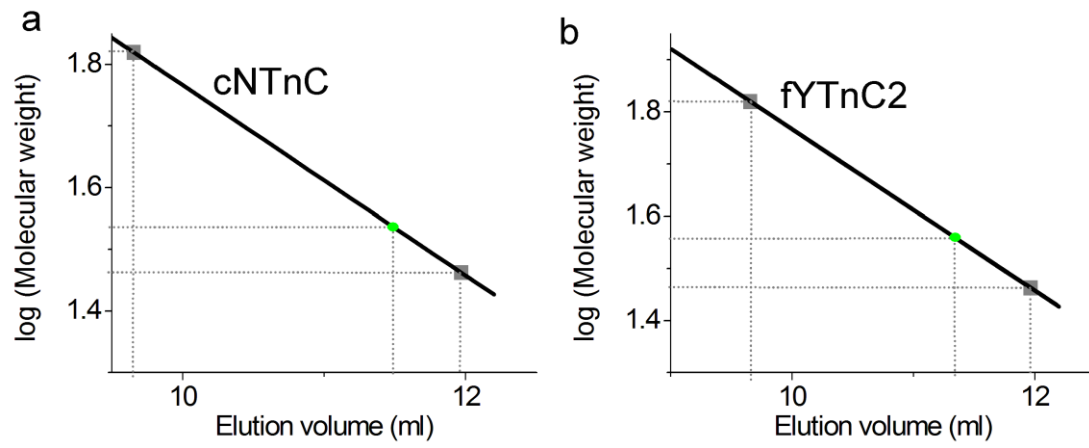 a
cNTnC
log (Molecular weight)
1.8
1.6
1.4
10
12
Elution volume (ml)
b
fYTnC2
log (Molecular weight)
1.8
1.6
1.4
10
12
Elution volume (ml)